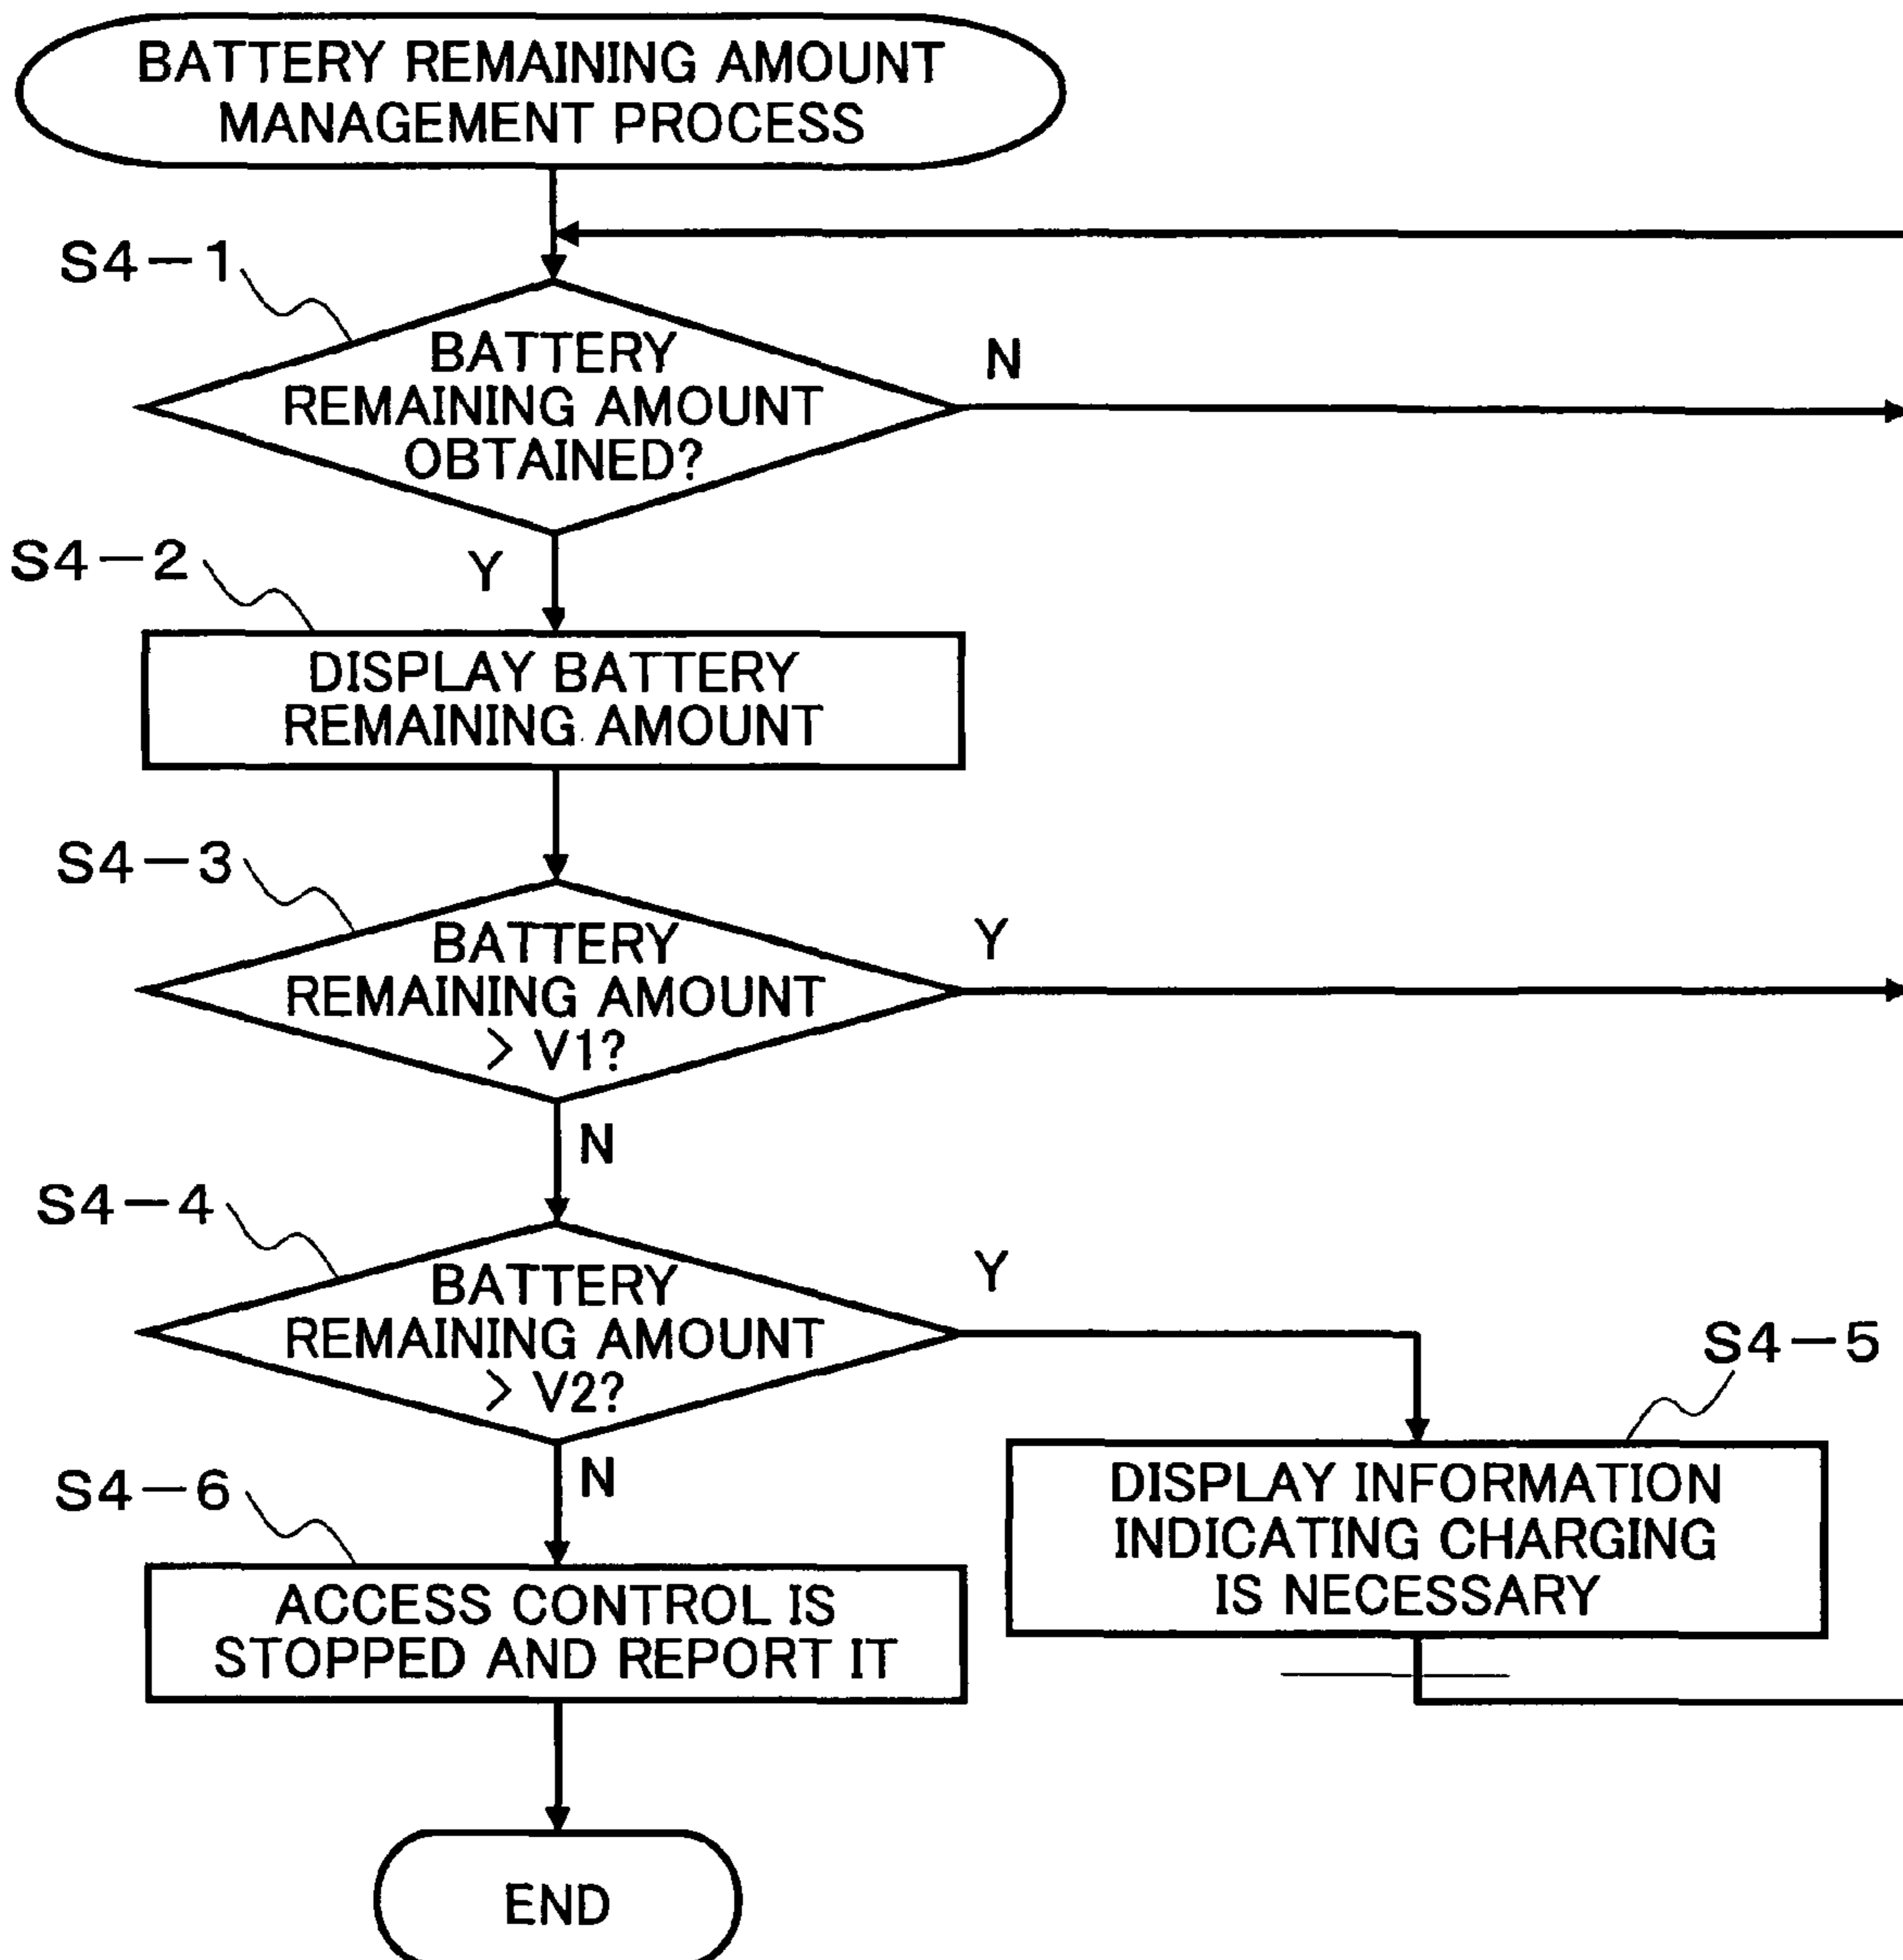 BATTERY REMAINING AMOUNT
MANAGEMENT PROCESS
S4-1
BATTERY
REMAINING AMOUNT
OBTAINED?
N
Y
S4-2
DISPLAY BATTERY
REMAINING AMOUNT
S4-3
BATTERY
REMAINING AMOUNT
> V1?
Y
N
S4-4
BATTERY
REMAINING AMOUNT
> V2?
Y
N
S4-5
DISPLAY INFORMATION
INDICATING CHARGING
IS NECESSARY
S4-6
ACCESS CONTROL IS
STOPPED AND REPORT IT
END